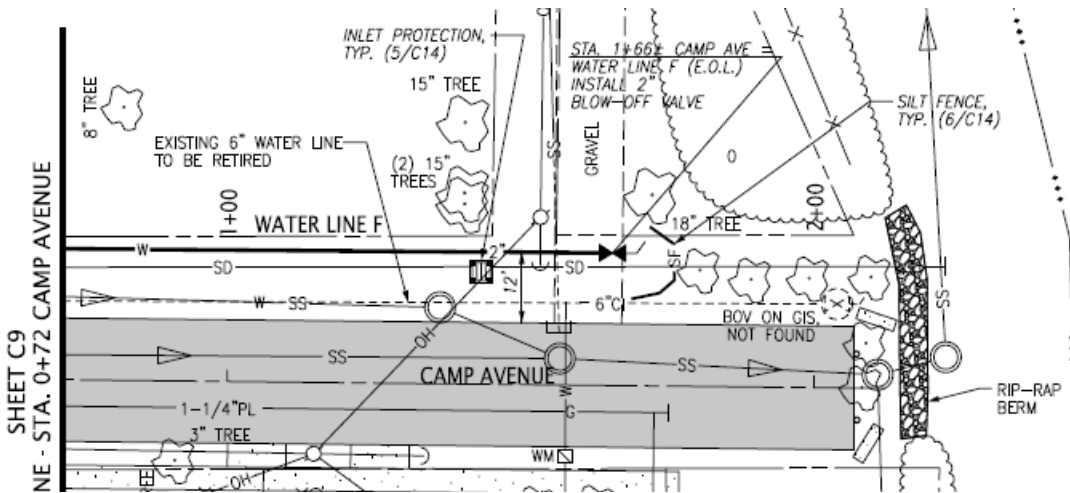 INLET PROTECTION,
TYP. (5/C14)
STA. 1+66± CAMP AVE =
WATER LINE F (E.O.L.)
INSTALL 2"
BLOW-OFF VALVE
8" TREE
15" TREE
SILT FENCE,
TYP. (6/C14)
EXISTING 6" WATER LINE
TO BE RETIRED
(2) 15"
TREES
SS
GRAVEL
O
X
X
1+00
WATER LINE F
18" TREE
2+00
W
2"
SD
SD
SF
12"
SS
W
SS
6"C
X
BOV ON GIS,
NOT FOUND
OH
SS
SS
CAMP AVENUE
W
RIP-RAP
BERM
1-1/4"PL
G
3" TREE
WM
OH
SHEET C9
NE - STA. 0+72 CAMP AVENUE